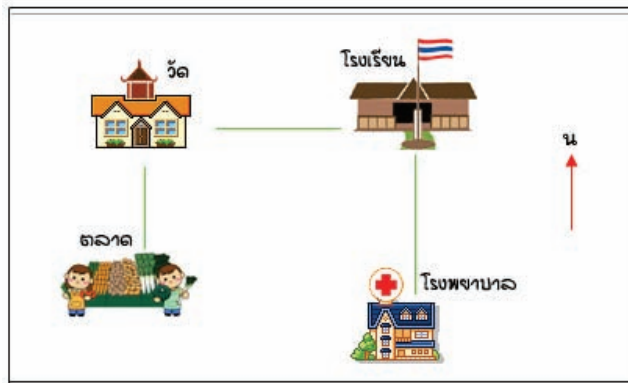 วัด
โรงเรียน
น
ตลาด
โรงพยาบาล